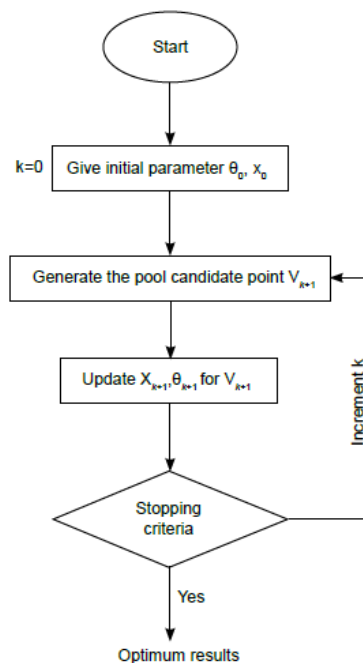 Start
k=0
Give initial parameter θ₀, x₀
Generate the pool candidate point Vₖ₊₁
Update Xₖ₊₁,θₖ₊₁ for Vₖ₊₁
Increment k
Stopping
criteria
Yes
Optimum results